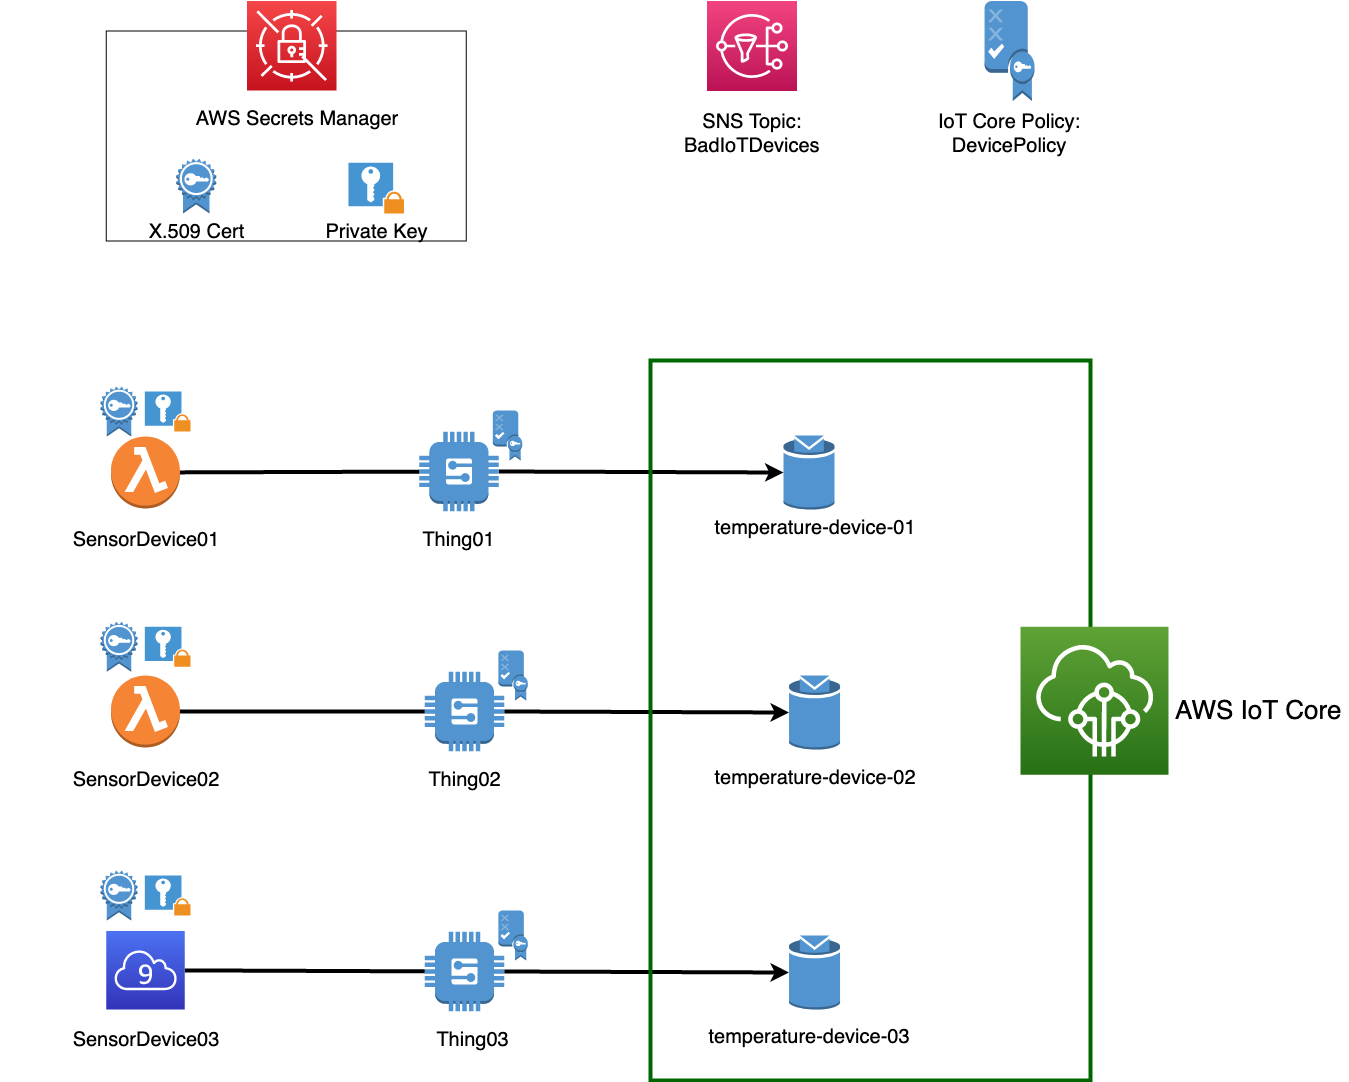 AWS Secrets Manager
X.509 Cert
Private Key
SNS Topic:
BadIoTDevices
IoT Core Policy:
DevicePolicy
SensorDevice01
Thing01
temperature-device-01
SensorDevice02
Thing02
temperature-device-02
AWS IoT Core
9
SensorDevice03
Thing03
temperature-device-03